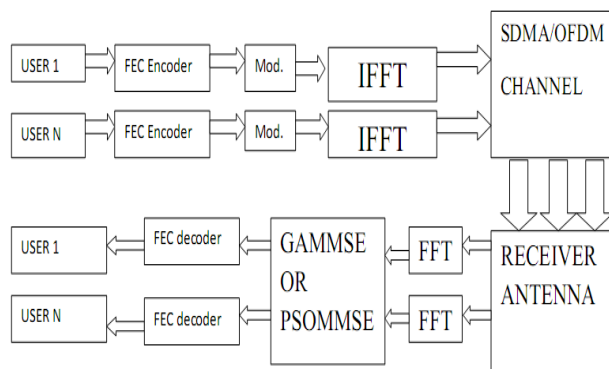 USER 1
FEC Encoder
Mod.
IFFT
SDMA/OFDM
CHANNEL
USER N
FEC Encoder
Mod.
IFFT
USER 1
FEC decoder
GAMMSE
OR
PSOMMSE
FFT
RECEIVER
ANTENNA
USER N
FEC decoder
FFT